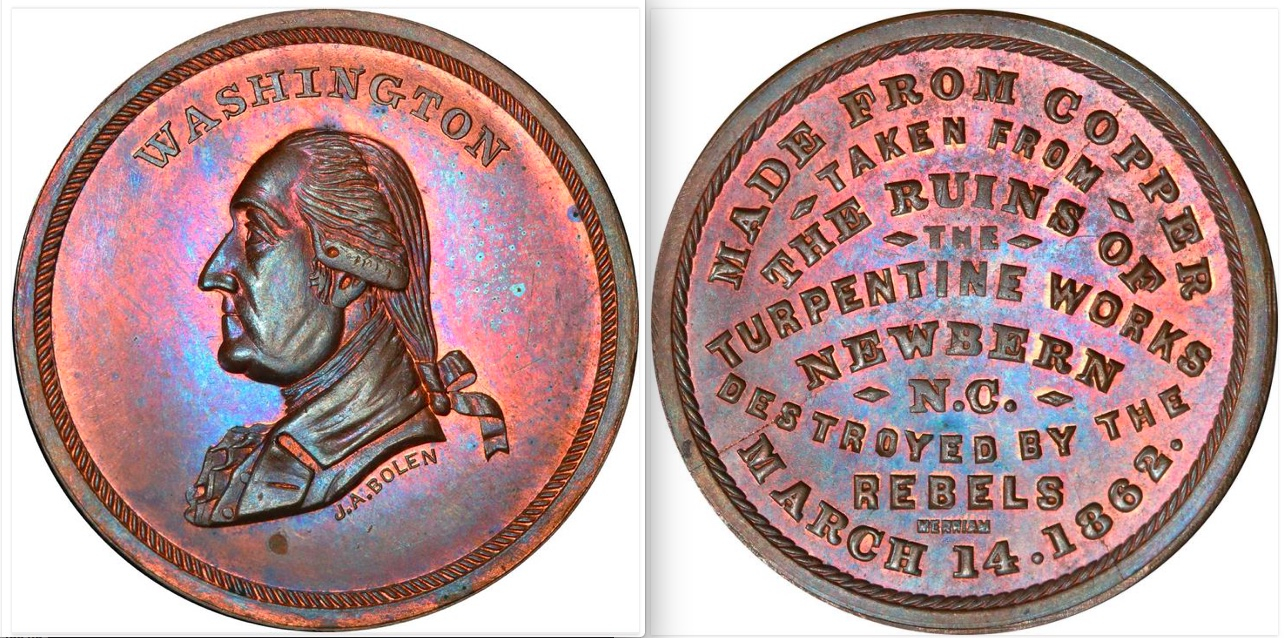 WASHINGTON
J.A.BOLEN
MADE FROM COPPER
TAKEN FROM
THE RUINS OF
THE
TURPENTINE WORKS
NEWBERN
N.C.
DESTROYED BY THE
REBELS
MERRIAM
MARCH 14.1862.